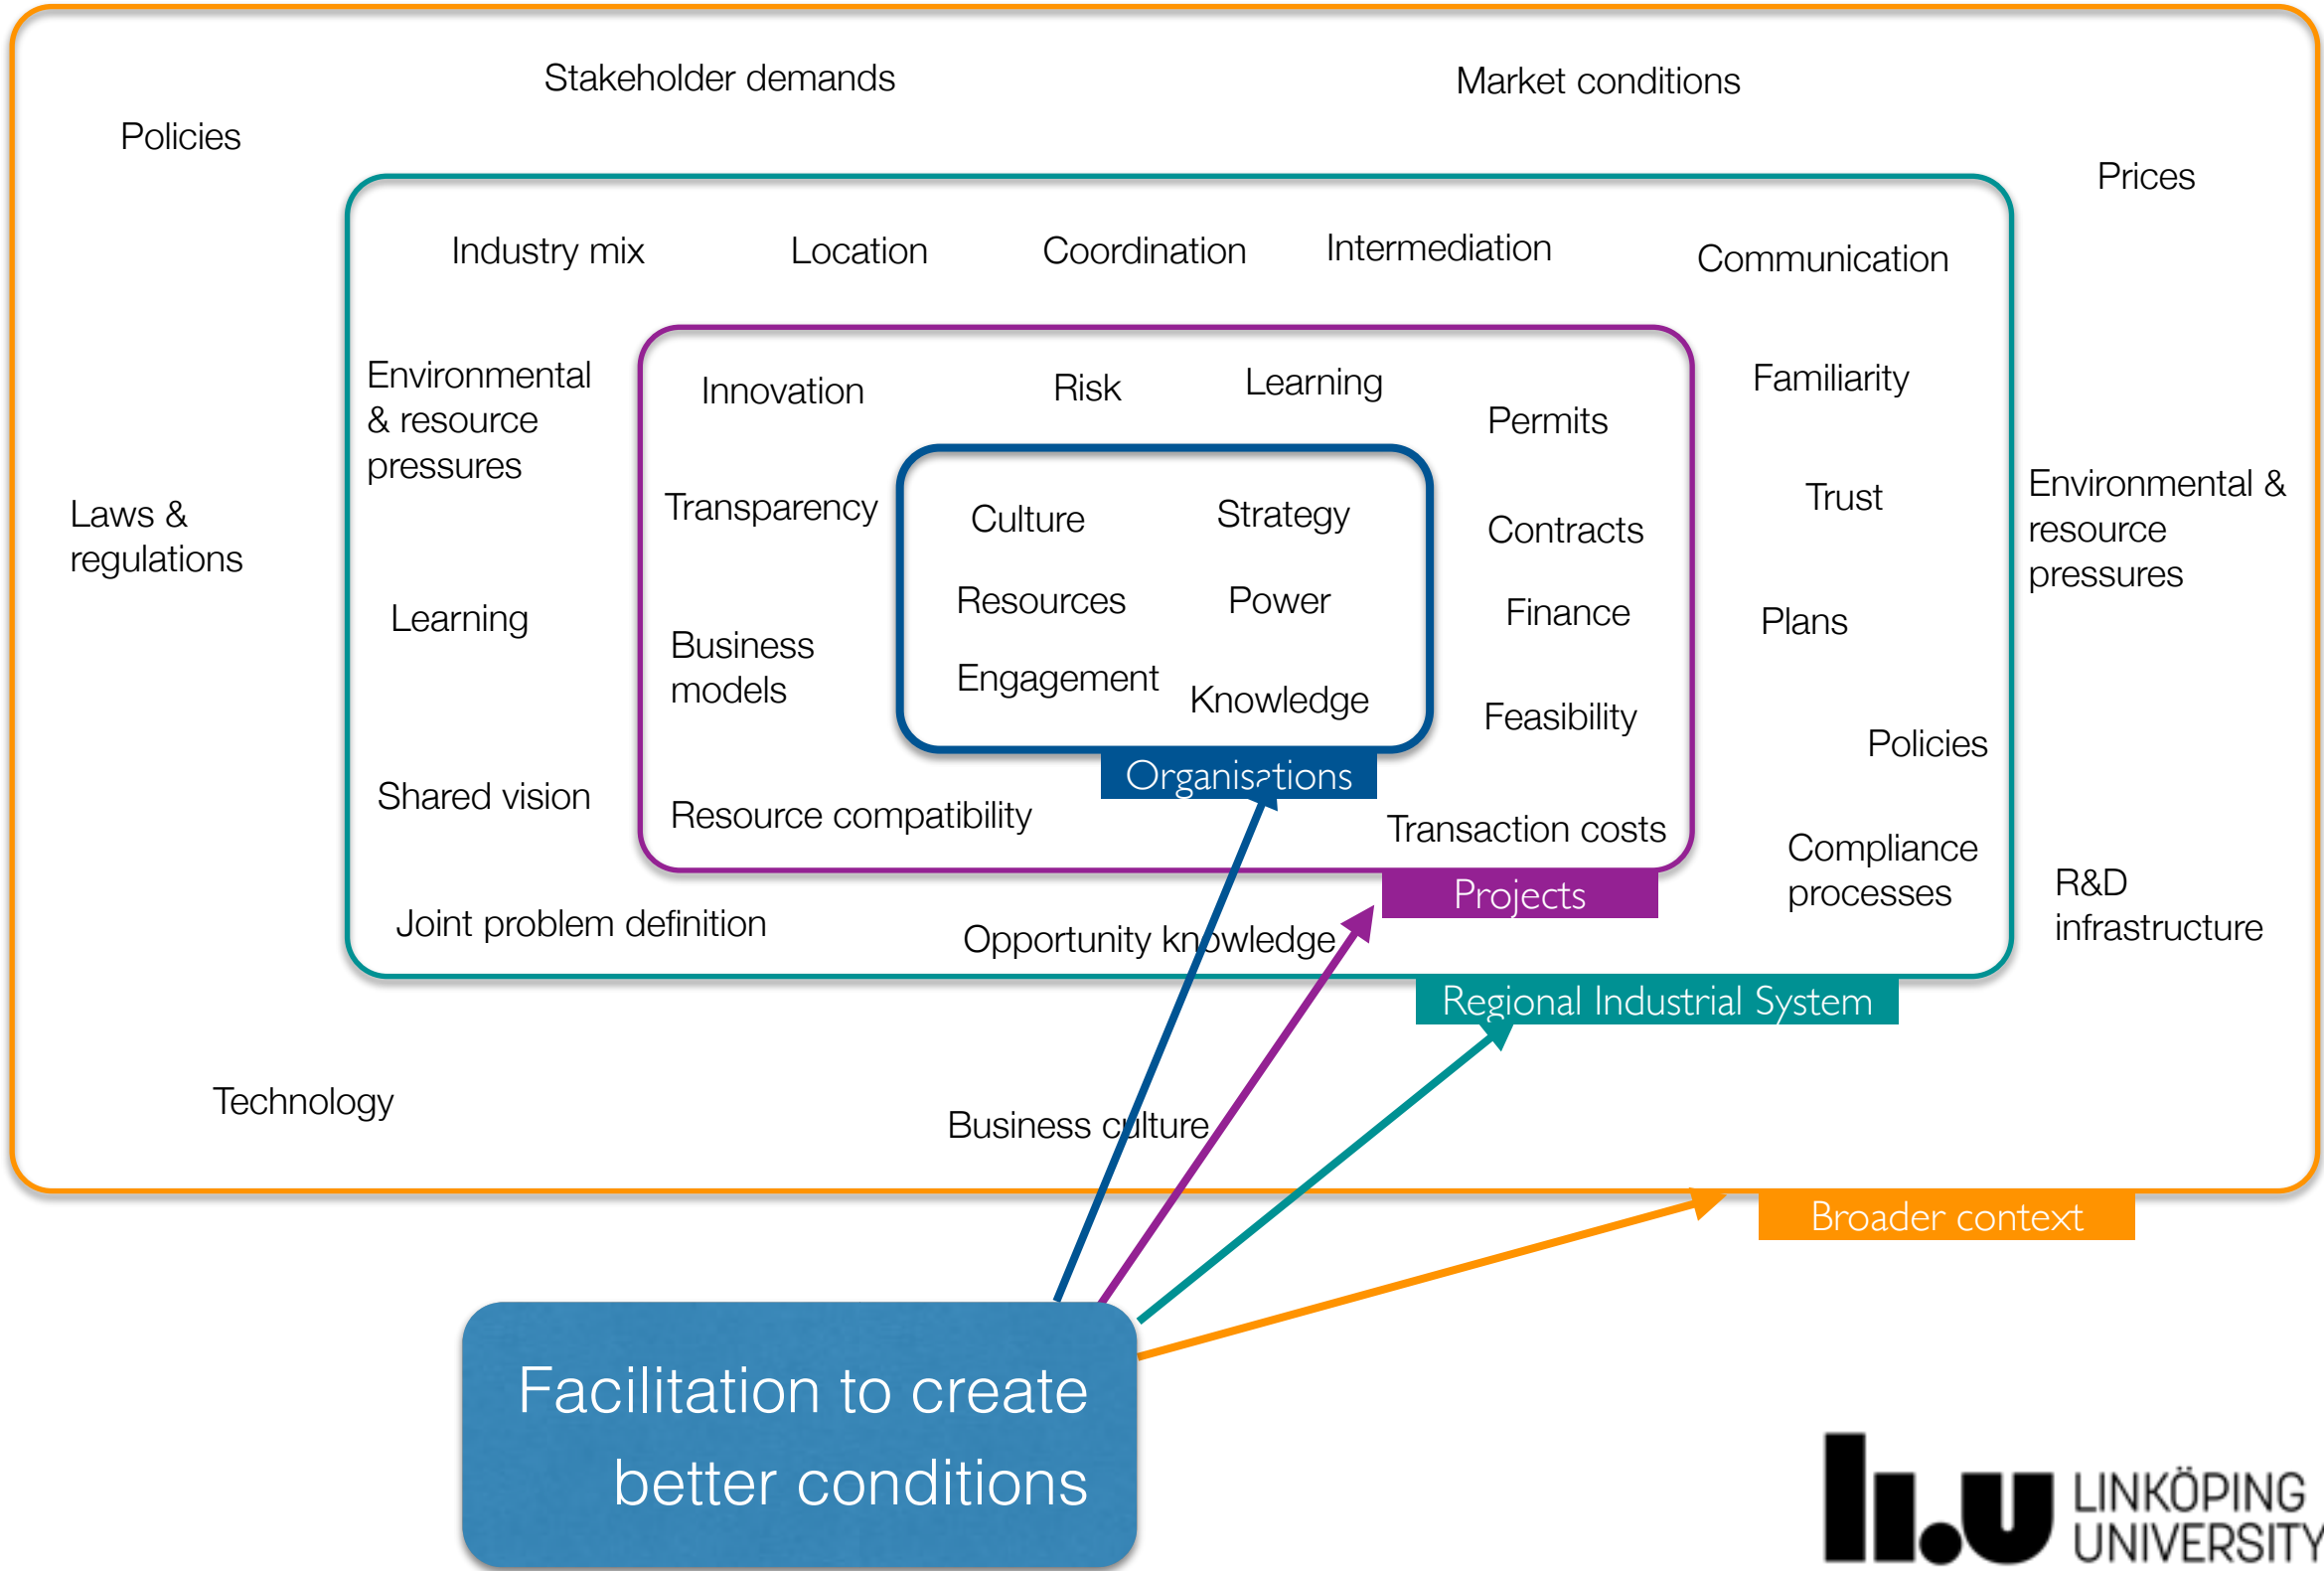 Stakeholder demands
Market conditions
Policies
Prices
Industry mix
Location
Coordination
Intermediation
Communication
Environmental
& resource
pressures
Innovation
Risk
Learning
Permits
Familiarity
Laws &
regulations
Transparency
Culture
Strategy
Contracts
Trust
Environmental &
resource
pressures
Learning
Business
models
Resources
Power
Finance
Plans
Engagement
Knowledge
Feasibility
Policies
Organisations
Shared vision
Resource compatibility
Transaction costs
Compliance
processes
Projects
R&D
infrastructure
Joint problem definition
Opportunity knowledge
Regional Industrial System
Technology
Business culture
Broader context
Facilitation to create
better conditions
li.u LINKÖPING
UNIVERSITY